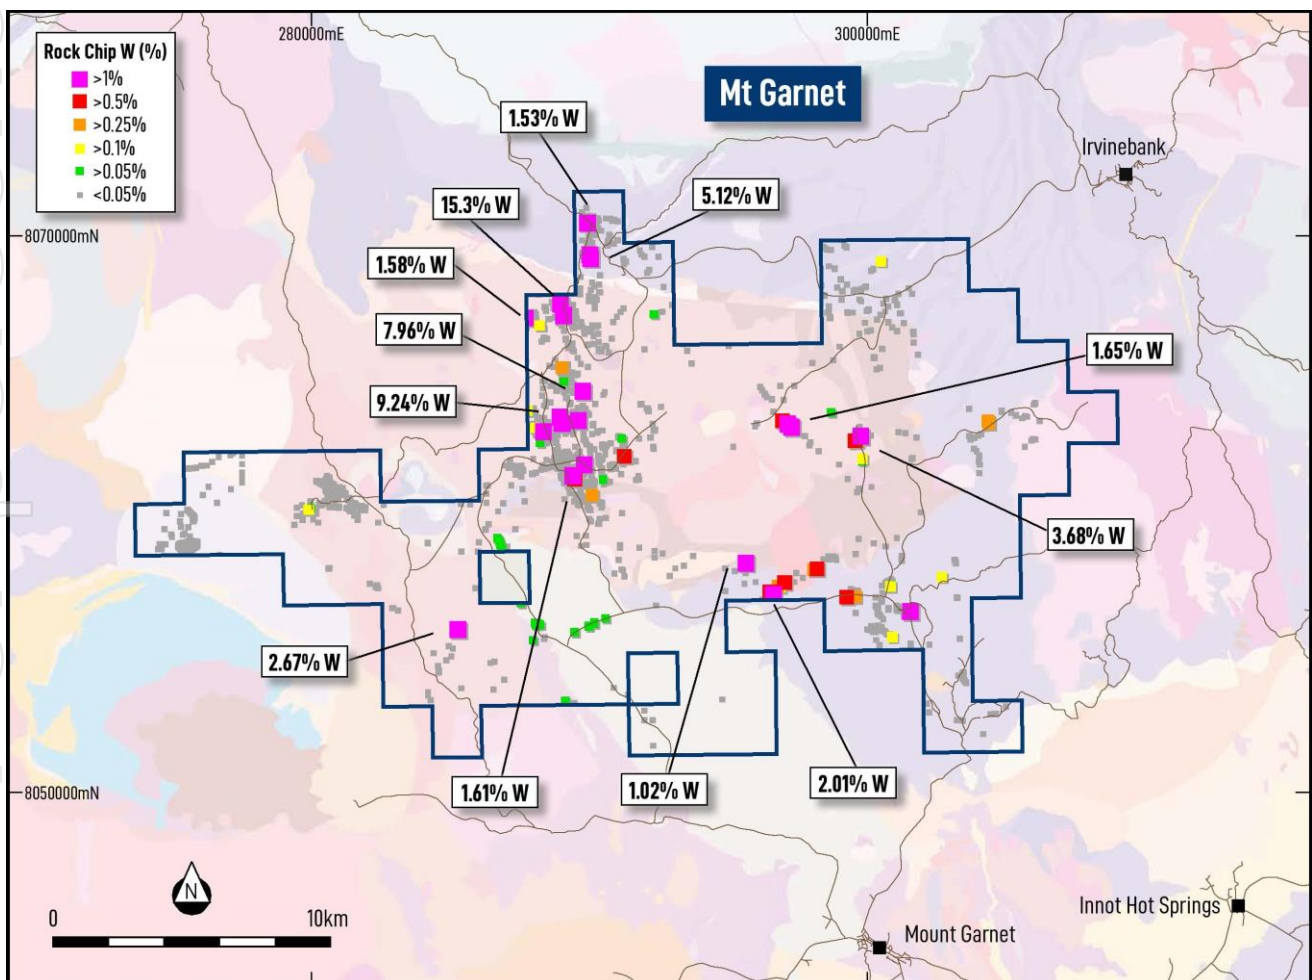 280000mE
300000mE
Rock Chip W (%)
>1%
>0.5%
>0.25%
>0.1%
>0.05%
<0.05%
Mt Garnet
1.53% W
Irvinebank
15.3% W
5.12% W
8070000mN
1.58% W
7.96% W
1.65% W
9.24% W
3.68% W
2.67% W
1.61% W
1.02% W
2.01% W
8050000mN
N
0
10km
Innot Hot Springs
Mount Garnet